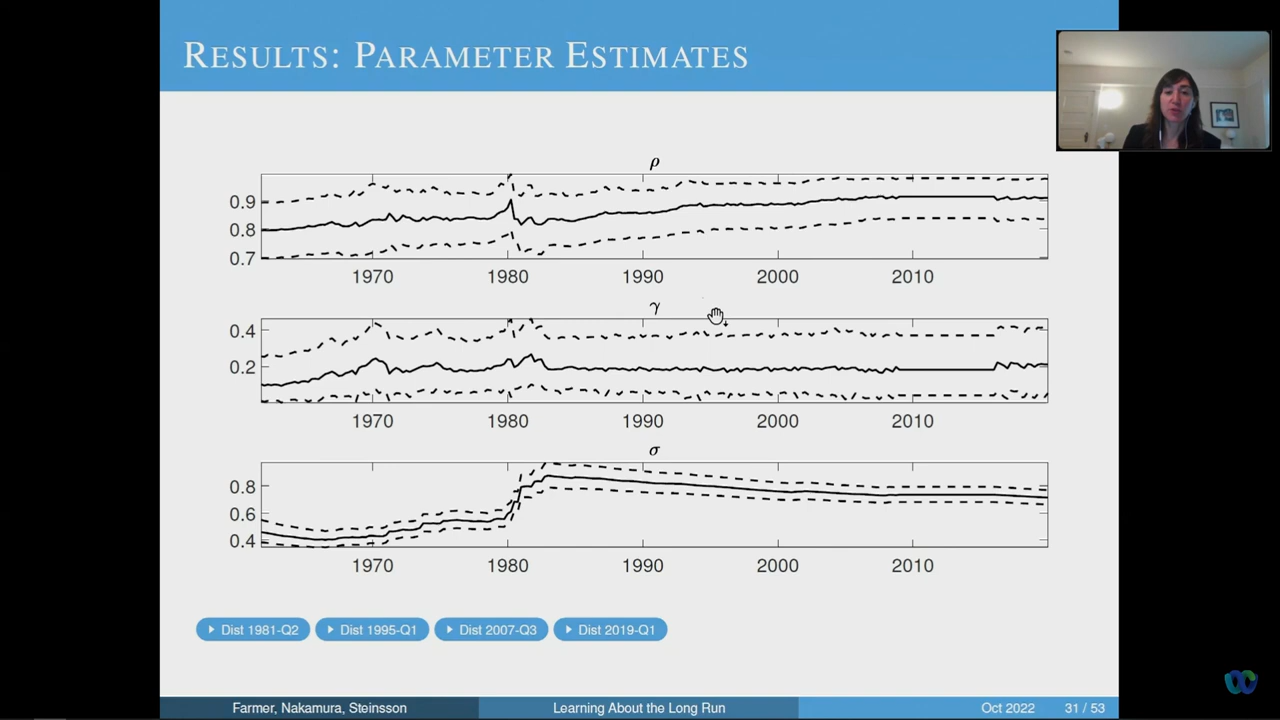 RESULTS: PARAMETER ESTIMATES
ρ
0.9
0.8
0.7
1970 1980 1990 2000 2010
γ
0.4
0.2
1970 1980 1990 2000 2010
σ
0.8
0.6
0.4
1970 1980 1990 2000 2010
Dist 1981-Q2 Dist 1995-Q1 Dist 2007-Q3 Dist 2019-Q1
Farmer, Nakamura, Steinsson Learning About the Long Run Oct 2022 31 / 53